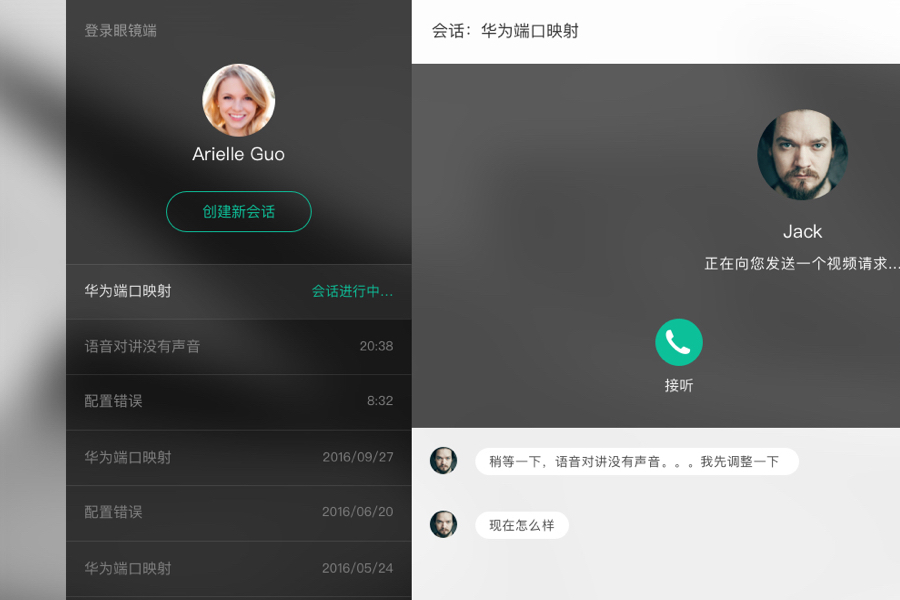 登录眼镜端
Arielle Guo
创建新会话
华为端口映射 会话进行中...
语音对讲没有声音 20:38
配置错误 8:32
华为端口映射 2016/09/27
配置错误 2016/06/20
华为端口映射 2016/05/24
会话：华为端口映射
Jack
正在向您发送一个视频请求...
接听
稍等一下，语音对讲没有声音。。。我先调整一下
现在怎么样